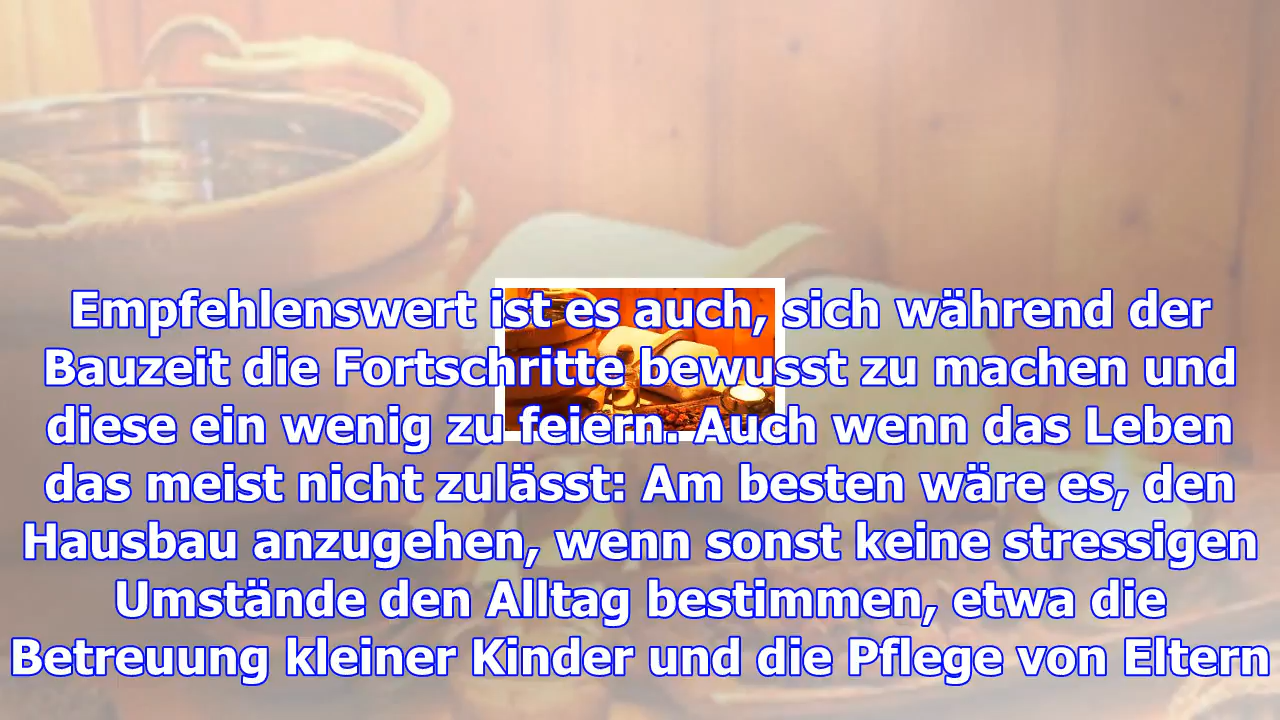 Empfehlenswert ist es auch, sich während der
Bauzeit die Fortschritte bewusst zu machen und
diese ein wenig zu feiern. Auch wenn das Leben
das meist nicht zulässt: Am besten wäre es, den
Hausbau anzugehen, wenn sonst keine stressigen
Umstände den Alltag bestimmen, etwa die
Betreuung kleiner Kinder und die Pflege von Eltern